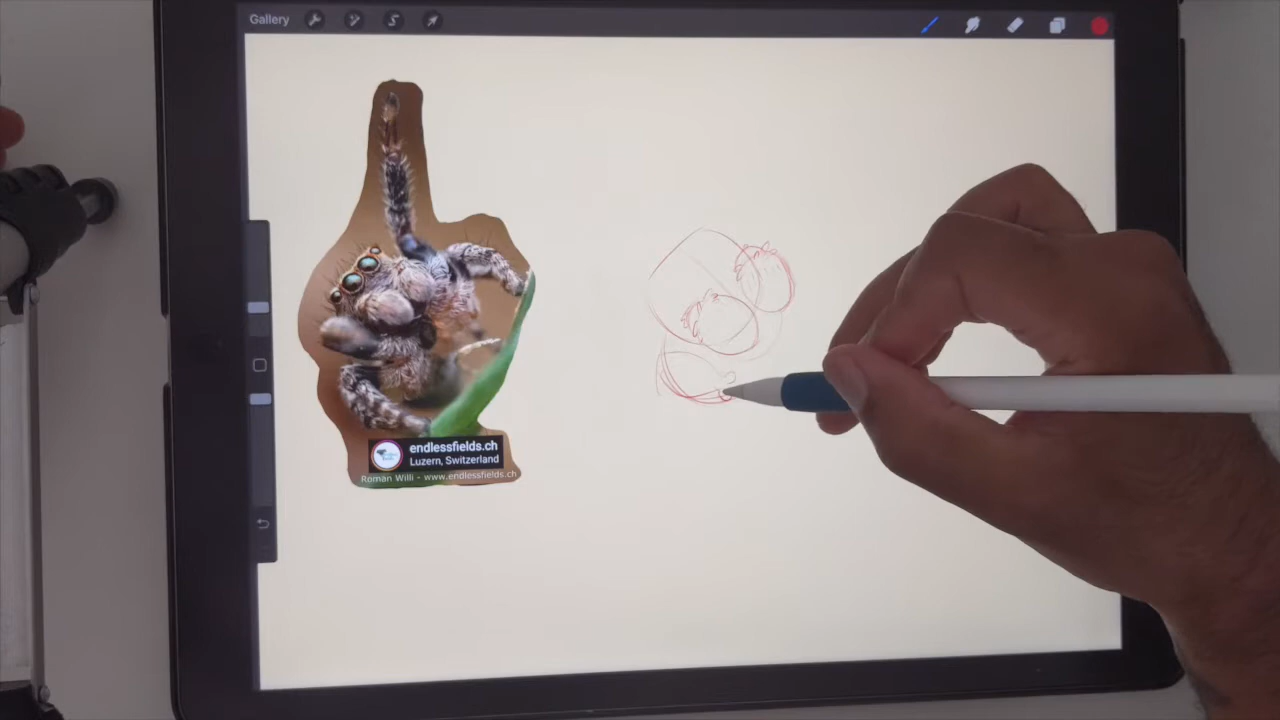 Gallery
endlessfields.ch
Luzern, Switzerland
Roman Willi - www.endlessfields.ch